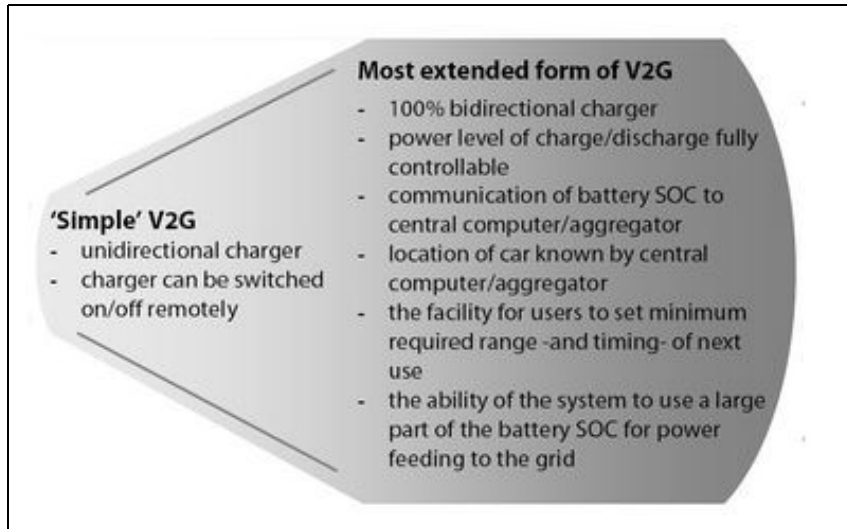 'Simple' V2G
- unidirectional charger
- charger can be switched
on/off remotely
Most extended form of V2G
- 100% bidirectional charger
- power level of charge/discharge fully
controllable
- communication of battery SOC to
central computer/aggregator
- location of car known by central
computer/aggregator
- the facility for users to set minimum
required range -and timing- of next
use
- the ability of the system to use a large
part of the battery SOC for power
feeding to the grid